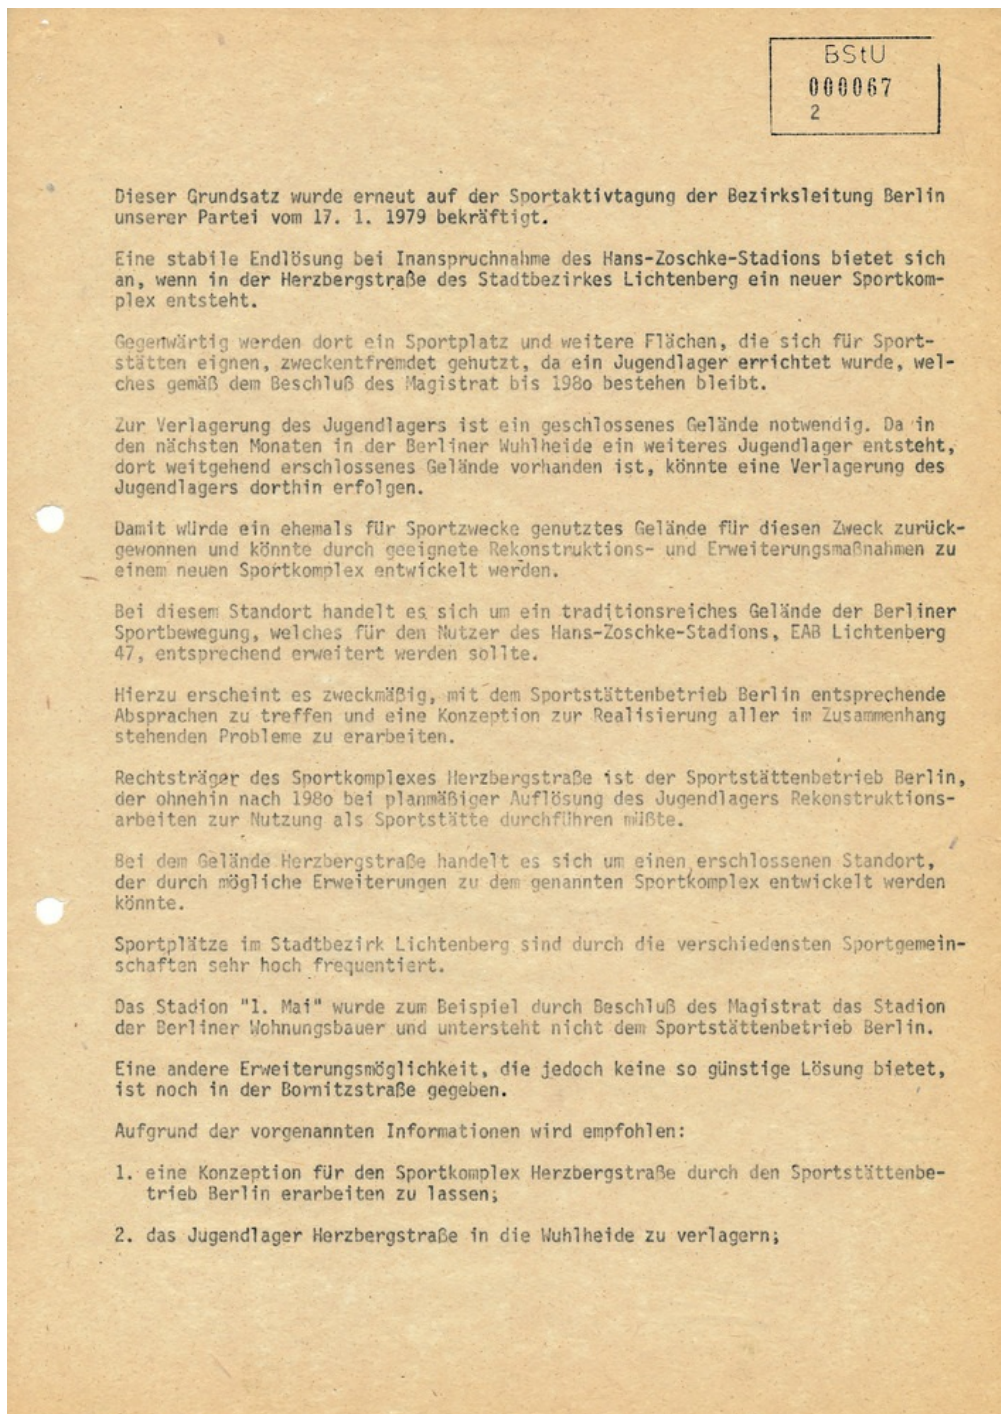 BStU
000067
2
Dieser Grundsatz wurde erneut auf der Sportaktivtagung der Bezirksleitung Berlin
unserer Partei vom 17. 1. 1979 bekräftigt.
Eine stabile Endlösung bei Inanspruchnahme des Hans-Zoschke-Stadions bietet sich
an, wenn in der Herzbergstraße des Stadtbezirkes Lichtenberg ein neuer Sportkom-
plex entsteht.
Gegenwärtig werden dort ein Sportplatz und weitere Flächen, die sich für Sport-
stätten eignen, zweckentfremdet genutzt, da ein Jugendlager errichtet wurde, wel-
ches gemäß dem Beschluß des Magistrat bis 198o bestehen bleibt.
Zur Verlagerung des Jugendlagers ist ein geschlossenes Gelände notwendig. Da in
den nächsten Monaten in der Berliner Wuhlheide ein weiteres Jugendlager entsteht,
dort weitgehend erschlossenes Gelände vorhanden ist, könnte eine Verlagerung des
Jugendlagers dorthin erfolgen.
Damit würde ein ehemals für Sportzwecke genutztes Gelände für diesen Zweck zurück-
gewonnen und könnte durch geeignete Rekonstruktions- und Erweiterungsmaßnahmen zu
einem neuen Sportkomplex entwickelt werden.
Bei diesem Standort handelt es sich um ein traditionsreiches Gelände der Berliner
Sportbewegung, welches für den Nutzer des Hans-Zoschke-Stadions, EAB Lichtenberg
47, entsprechend erweitert werden sollte.
Hierzu erscheint es zweckmäßig, mit dem Sportstättenbetrieb Berlin entsprechende
Absprachen zu treffen und eine Konzeption zur Realisierung aller im Zusammenhang
stehenden Probleme zu erarbeiten.
Rechtsträger des Sportkomplexes Herzbergstraße ist der Sportstättenbetrieb Berlin,
der ohnehin nach 198o bei planmäßiger Auflösung des Jugendlagers Rekonstruktions-
arbeiten zur Nutzung als Sportstätte durchführen müßte.
Bei dem Gelände Herzbergstraße handelt es sich um einen erschlossenen Standort,
der durch mögliche Erweiterungen zu dem genannten Sportkomplex entwickelt werden
könnte.
Sportplätze im Stadtbezirk Lichtenberg sind durch die verschiedensten Sportgemein-
schaften sehr hoch frequentiert.
Das Stadion "1. Mai" wurde zum Beispiel durch Beschluß des Magistrat das Stadion
der Berliner Wohnungsbauer und untersteht nicht dem Sportstättenbetrieb Berlin.
Eine andere Erweiterungsmöglichkeit, die jedoch keine so günstige Lösung bietet,
ist noch in der Bornitzstraße gegeben.
Aufgrund der vorgenannten Informationen wird empfohlen:
1. eine Konzeption für den Sportkomplex Herzbergstraße durch den Sportstättenbe-
trieb Berlin erarbeiten zu lassen;
2. das Jugendlager Herzbergstraße in die Wuhlheide zu verlagern;